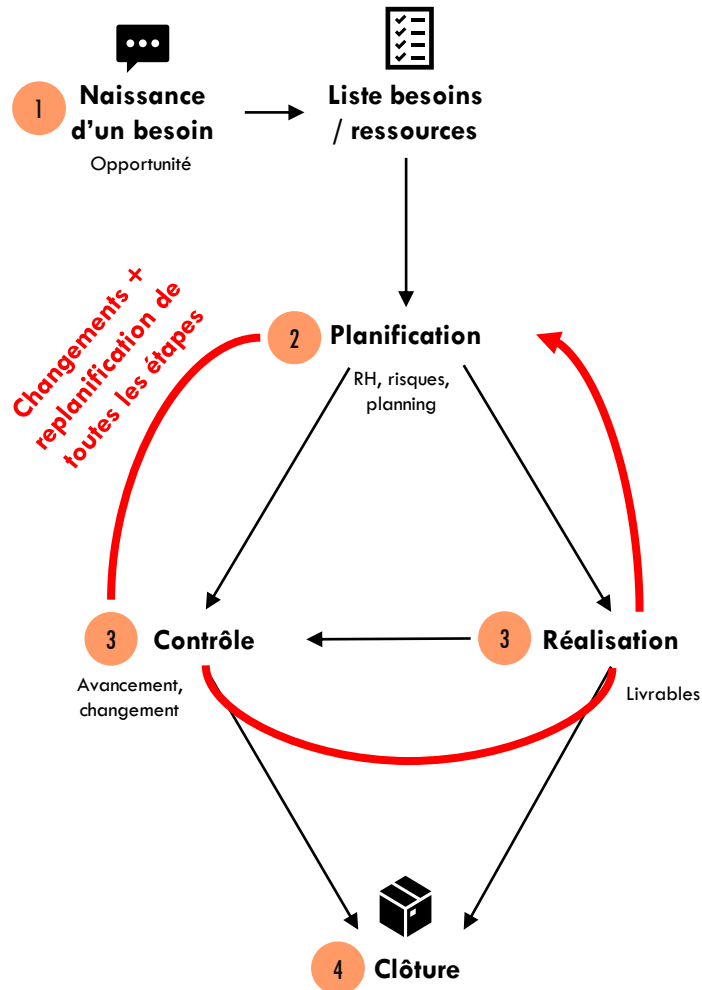 1
Naissance
d'un besoin
Opportunité
Liste besoins
/ ressources
Changements +
replanification de
toutes les étapes
2
Planification
RH, risques,
planning
3
Contrôle
Avancement,
changement
3
Réalisation
Livrables
4
Clôture